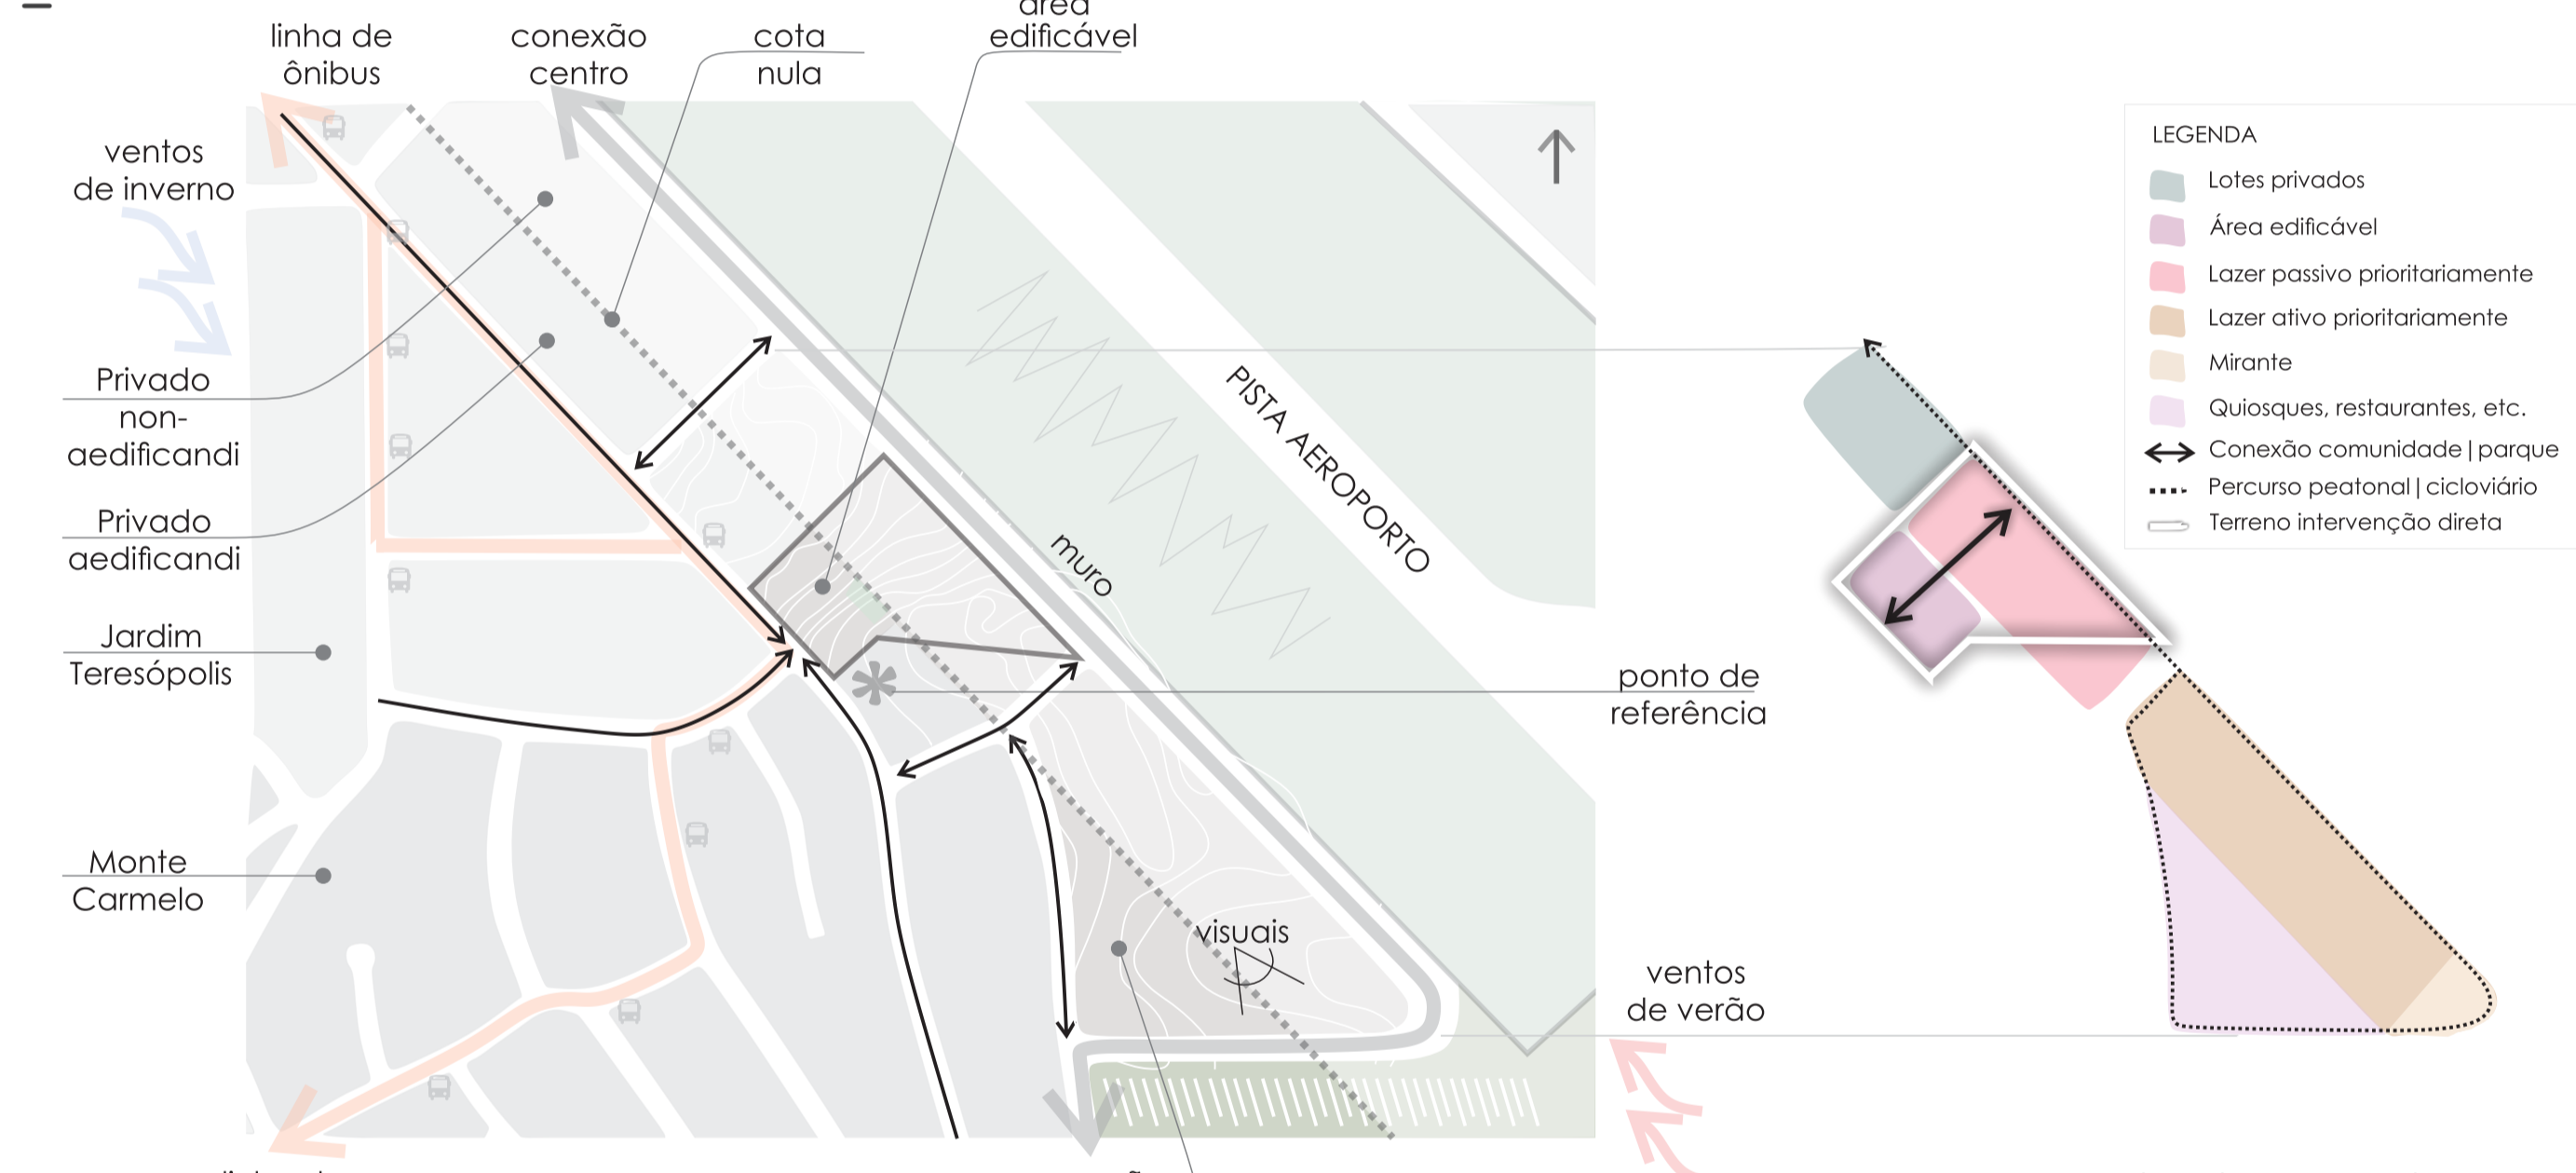 linha de
ônibus
conexão
centro
cota
nula
área
edificável
ventos
de inverno
Privado
non-
aedificandi
Privado
aedificandi
Jardim
Teresópolis
Monte
Carmelo
PISTA AEROPORTO
muro
visuais
ponto de
referência
ventos
de verão
LEGENDA
Lotes privados
Área edificável
Lazer passivo prioritariamente
Lazer ativo prioritariamente
Mirante
Quiosques, restaurantes, etc.
Conexão comunidade|parque
Percurso peatonal|cicloviário
Terreno intervenção direta